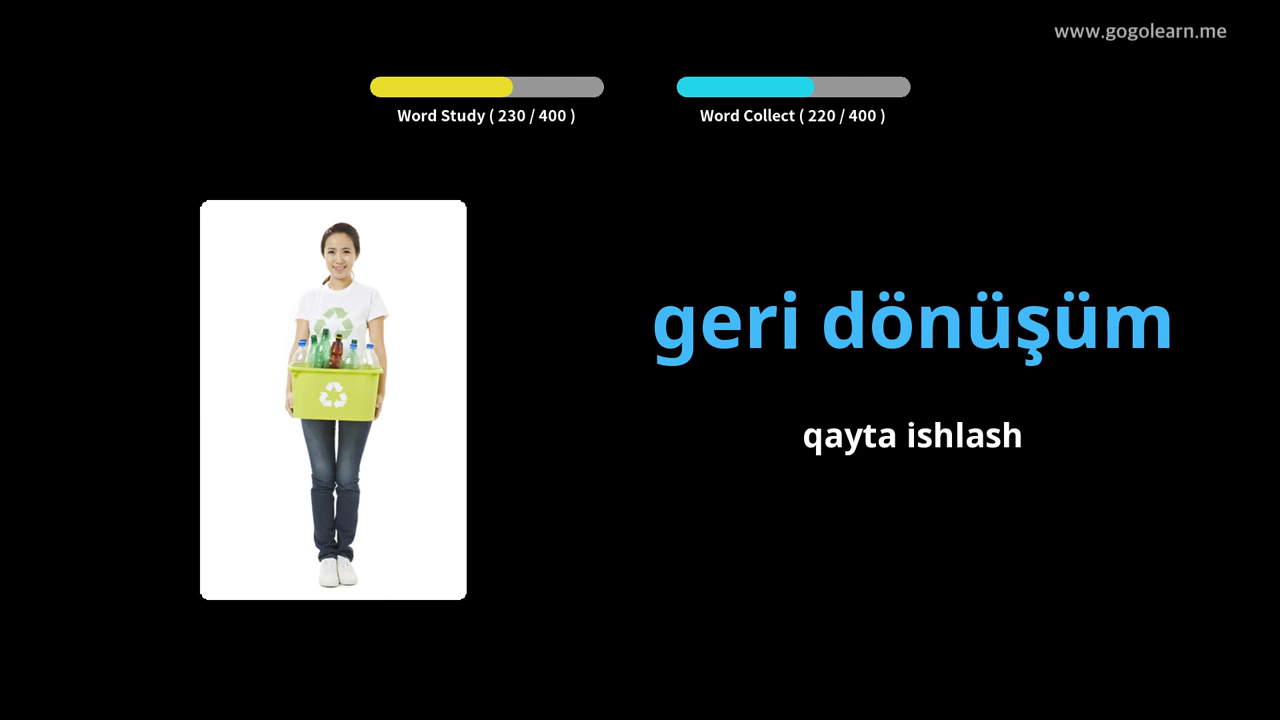 www.gogolearn.me
Word Study ( 230 / 400 )
Word Collect ( 220 / 400 )
geri dönüşüm
qayta ishlash